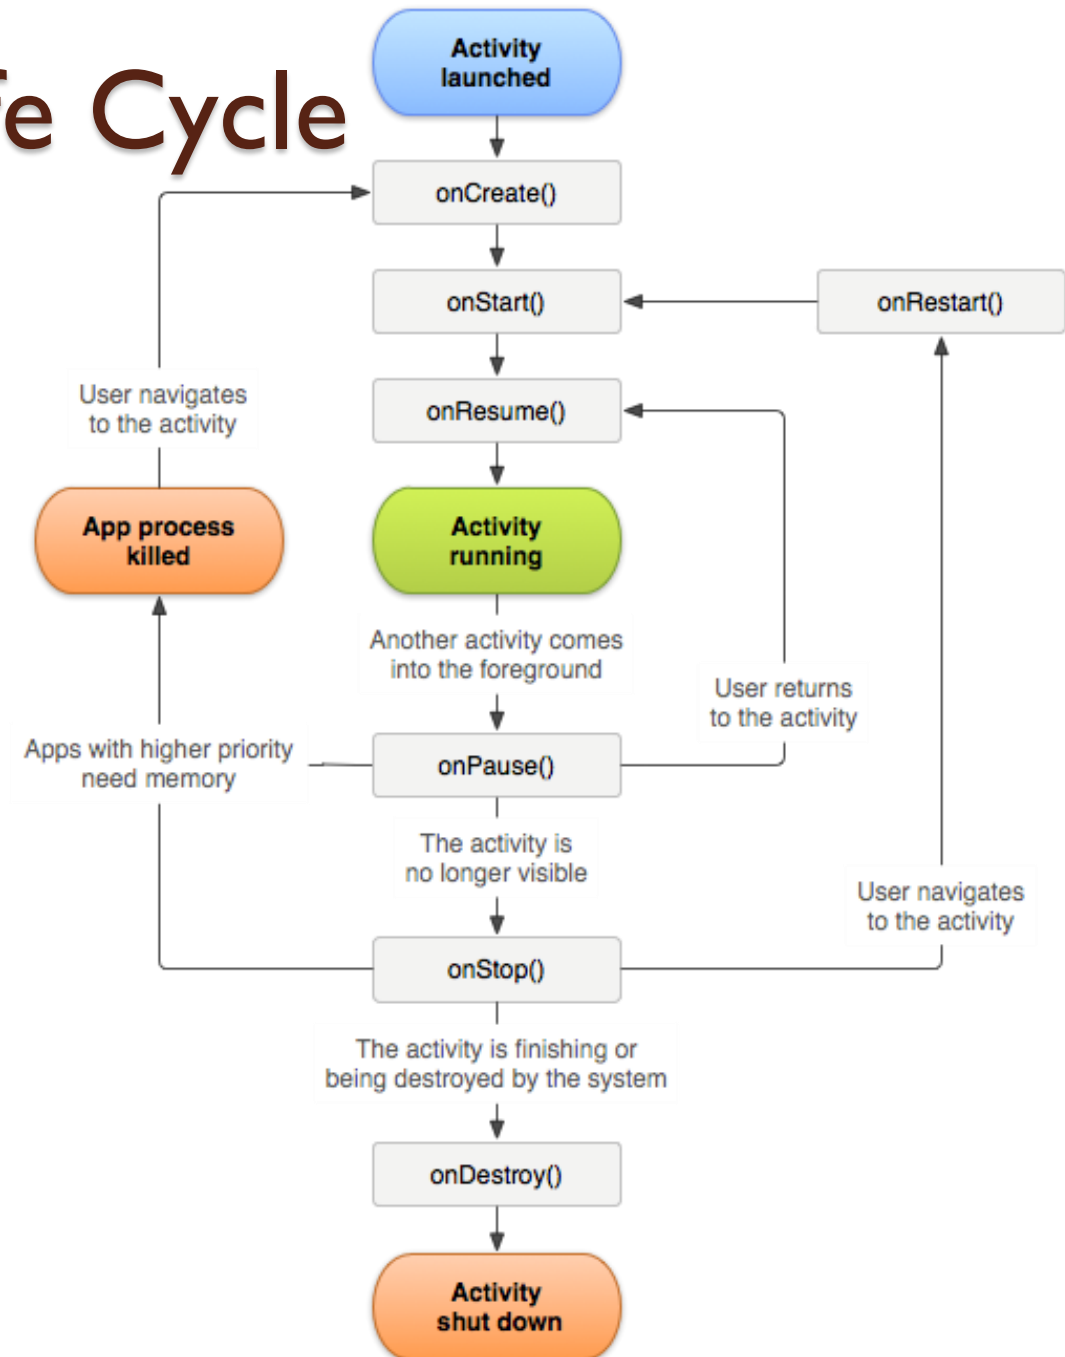 fe Cycle
Activity
launched
onCreate()
onStart()
onRestart()
User navigates
to the activity
onResume()
App process
killed
Activity
running
Another activity comes
into the foreground
User returns
to the activity
Apps with higher priority
need memory
onPause()
The activity is
no longer visible
User navigates
to the activity
onStop()
The activity is finishing or
being destroyed by the system
onDestroy()
Activity
shut down